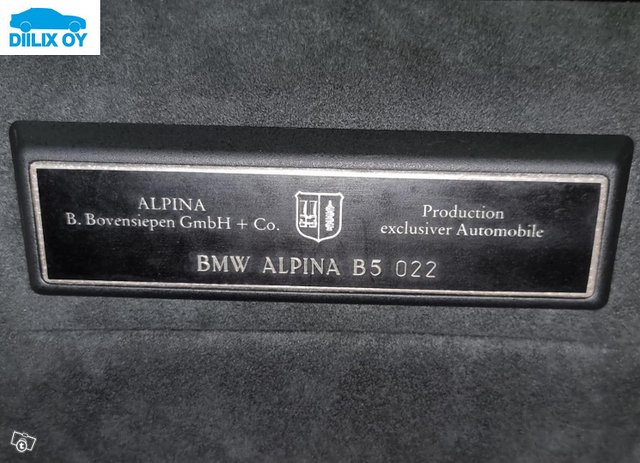 DIILIX OY
ALPINA
B. Bovensiepen GmbH + Co.
Production
exclusiver Automobile
BMW ALPINA B5 022